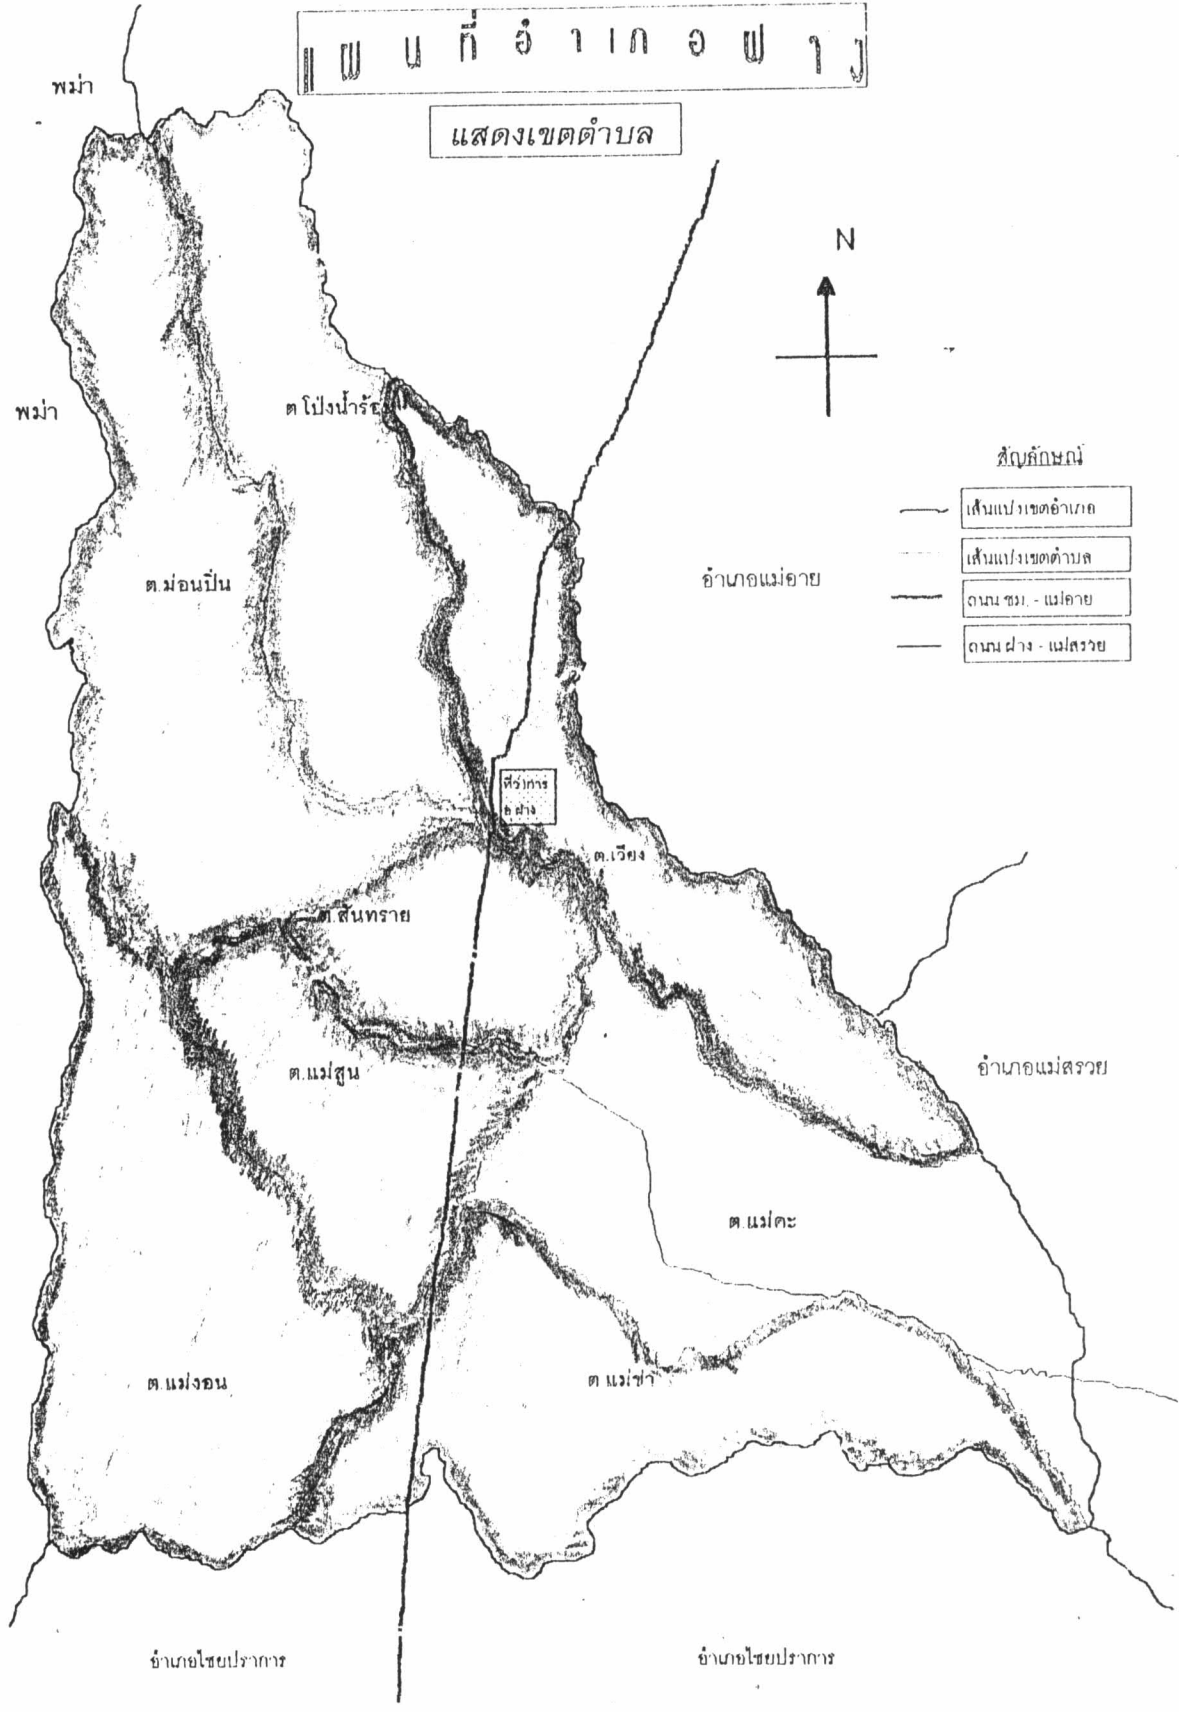 แผนที่อำเภอฝาง
แสดงเขตตำบล
พม่า
N
พม่า
ต โป่งน้ำร้อน
สัญลักษณ์
เส้นแบ่งเขตอำเภอ
เส้นแบ่งเขตตำบล
ถนน ชม. - แม่อาย
ถนน ฝาง - แม่สรวย
ต.ม่อนปิ่น
อำเภอแม่อาย
ที่ว่าการ
อ ฝาง
ต.เวียง
ต.สันทราย
ต.แม่สูน
อำเภอแม่สรวย
ต.แม่คะ
ต.แม่งอน
ต แม่ข่า
อำเภอไชยปราการ
อำเภอไชยปราการ